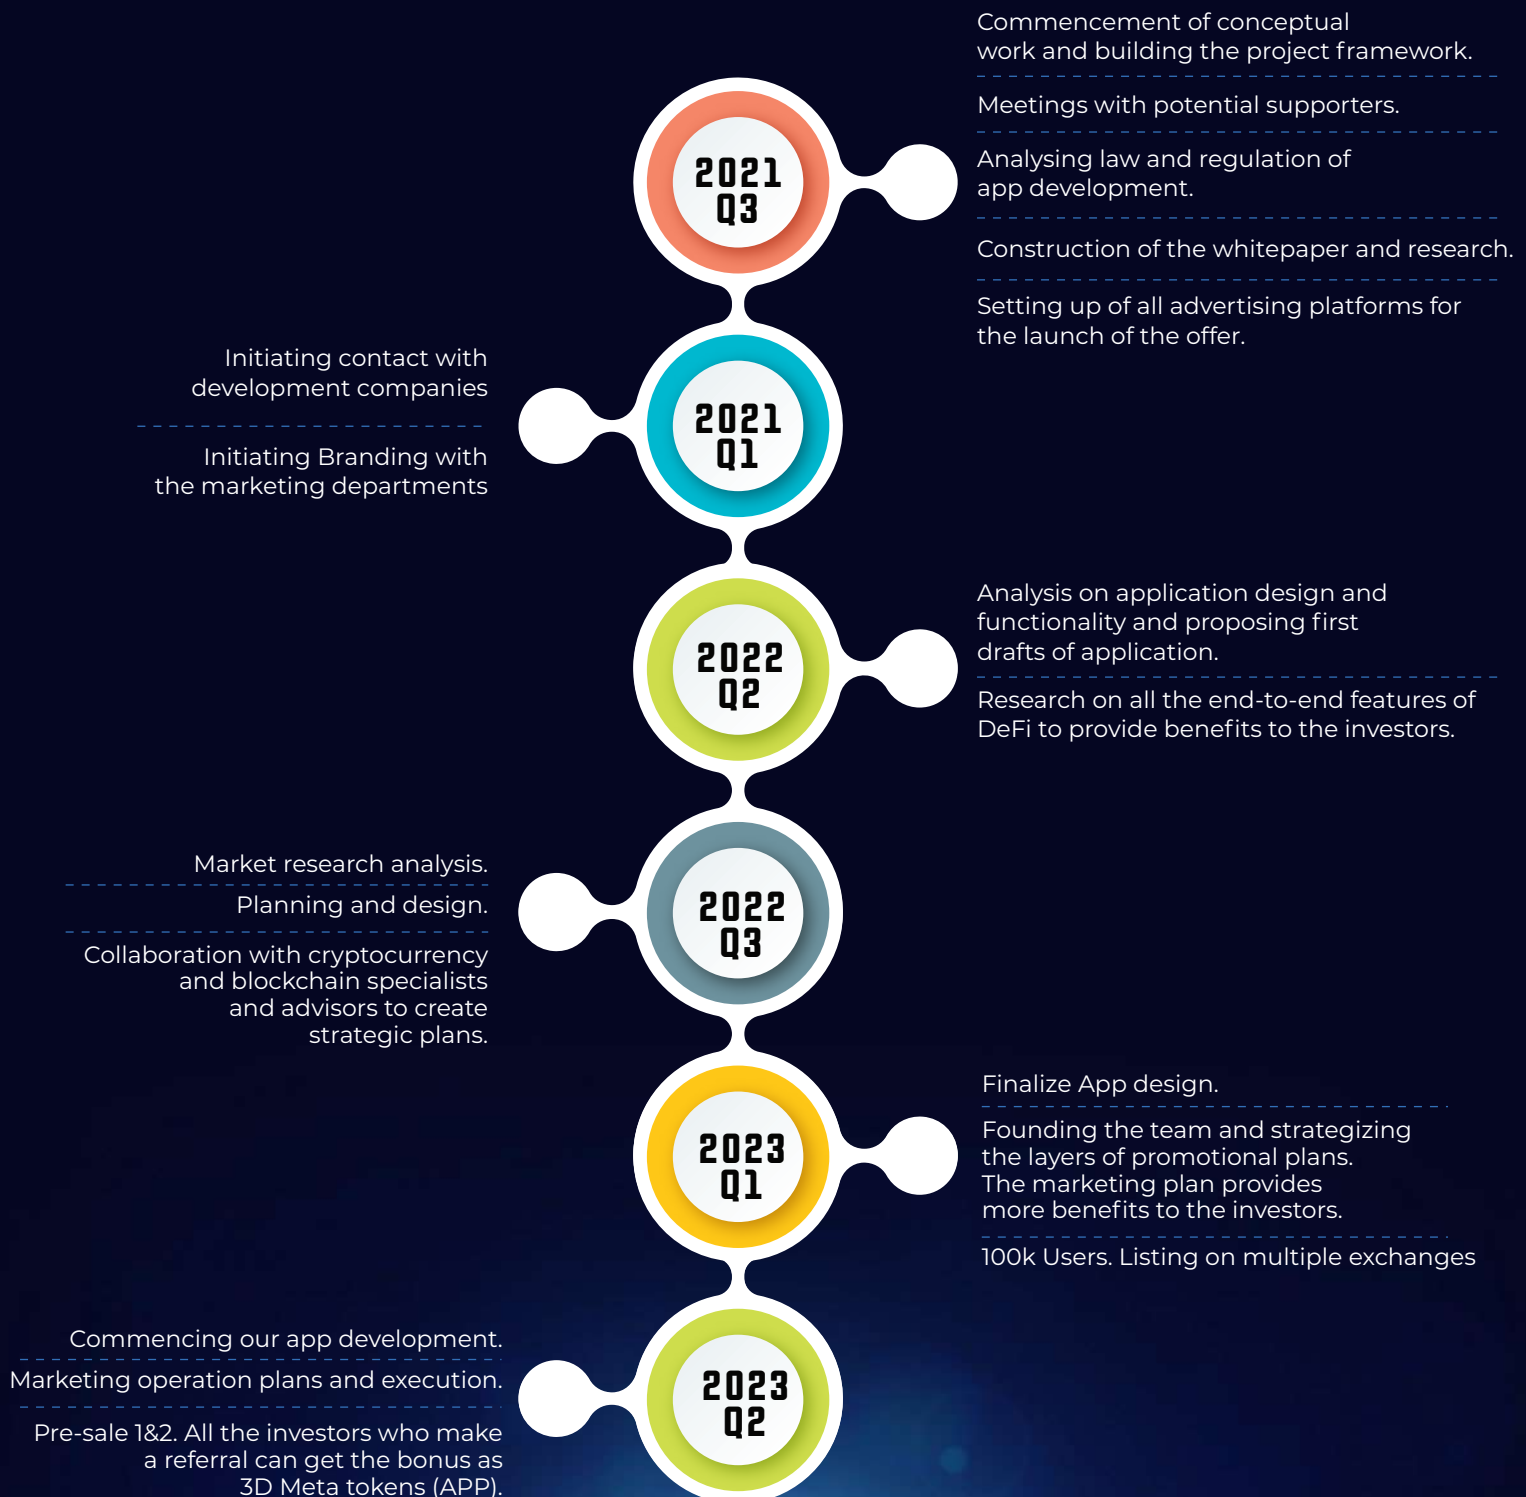 Commencement of conceptual
work and building the project framework.
Meetings with potential supporters.
Analysing law and regulation of
app development.
Construction of the whitepaper and research.
Setting up of all advertising platforms for
the launch of the offer.
2021
Q3
Initiating contact with
development companies
Initiating Branding with
the marketing departments
2021
Q1
Analysis on application design and
functionality and proposing first
drafts of application.
Research on all the end-to-end features of
DeFi to provide benefits to the investors.
2022
Q2
Market research analysis.
Planning and design.
Collaboration with cryptocurrency
and blockchain specialists
and advisors to create
strategic plans.
2022
Q3
Finalize App design.
Founding the team and strategizing
the layers of promotional plans.
The marketing plan provides
more benefits to the investors.
100k Users. Listing on multiple exchanges
2023
Q1
Commencing our app development.
Marketing operation plans and execution.
Pre-sale 1&2. All the investors who make
a referral can get the bonus as
3D Meta tokens (APP).
2023
Q2